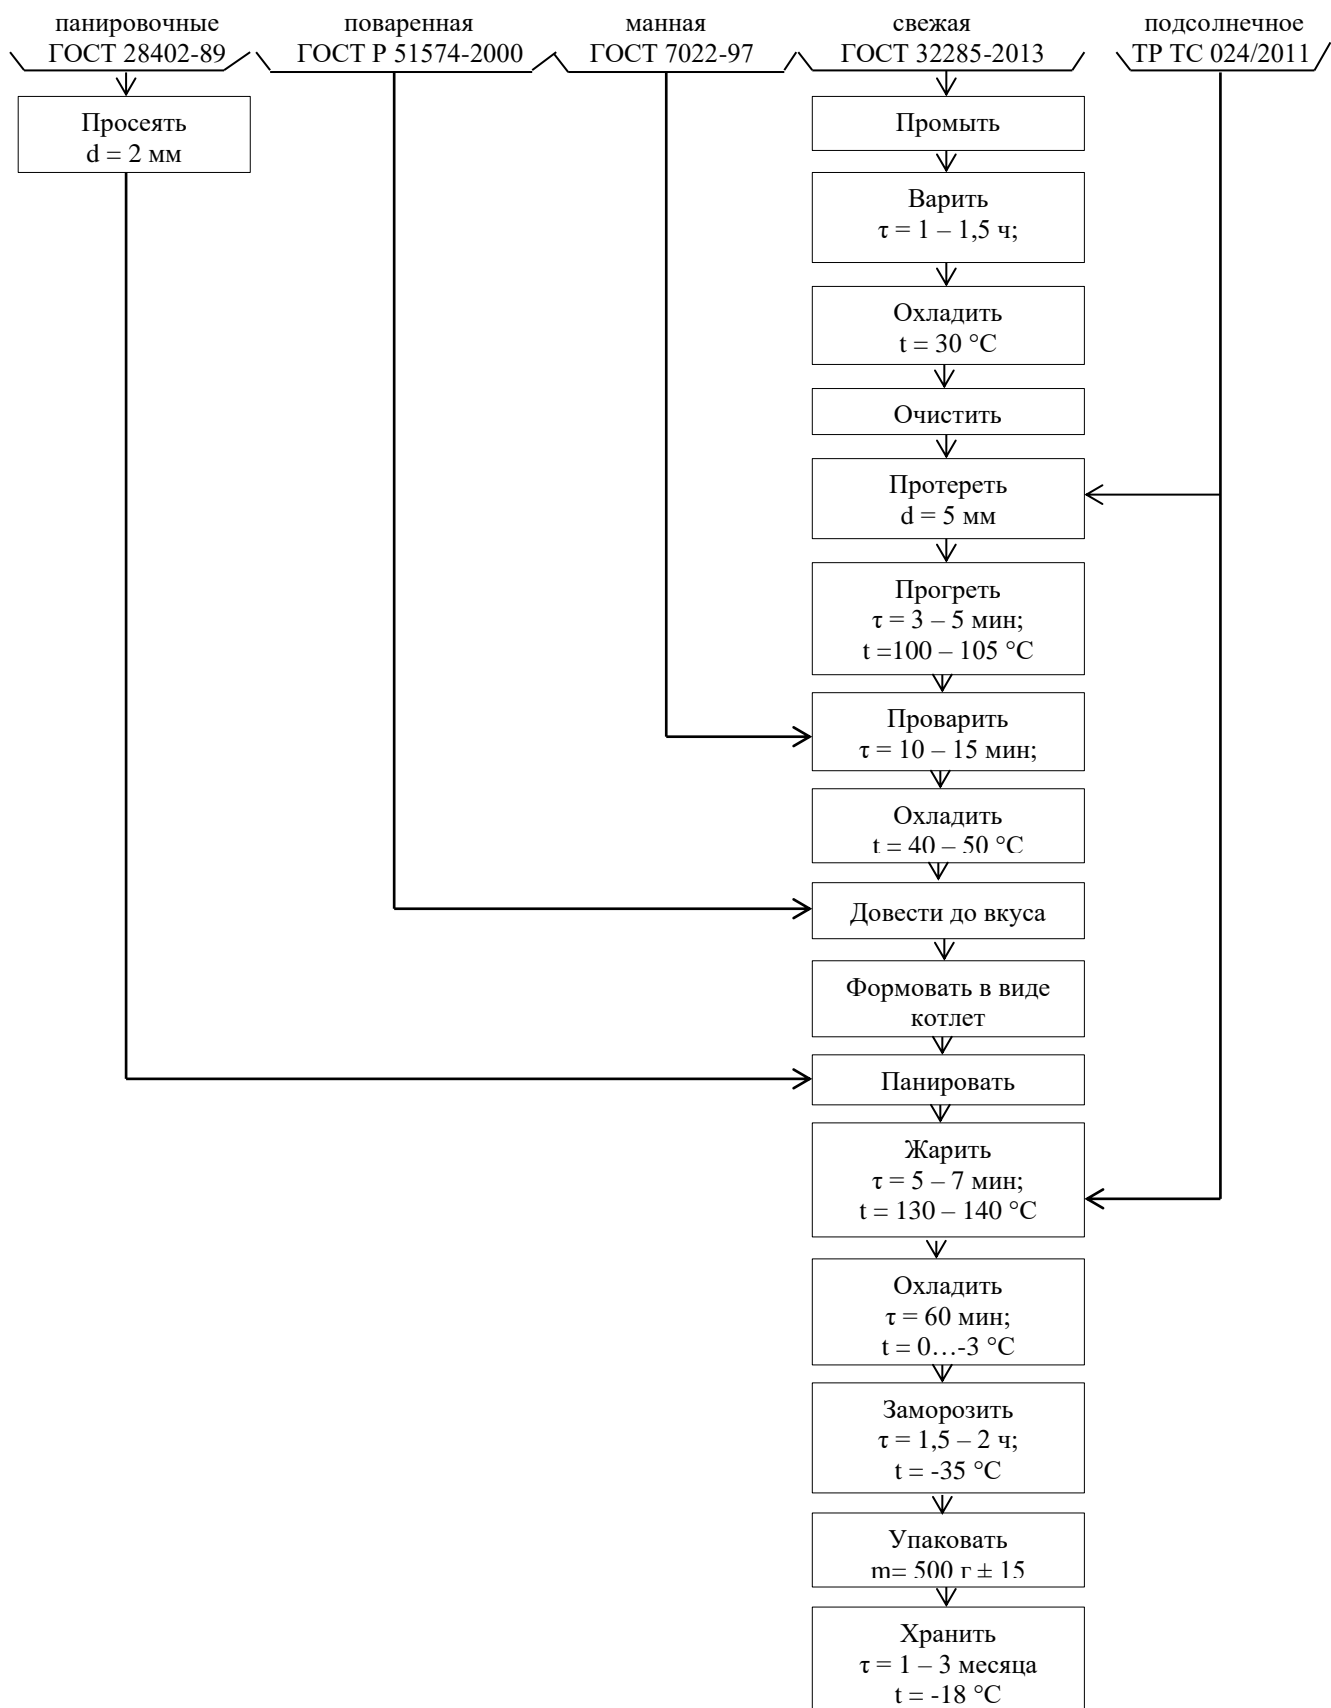 панировочные
ГОСТ 28402-89
поваренная
ГОСТ Р 51574-2000
манная
ГОСТ 7022-97
свежая
ГОСТ 32285-2013
подсолнечное
ТР ТС 024/2011
Просеять
d = 2 мм
Промыть
Варить
τ = 1 – 1,5 ч;
Охладить
t = 30 °C
Очистить
Протереть
d = 5 мм
Прогреть
τ = 3 – 5 мин;
t =100 – 105 °C
Проварить
τ = 10 – 15 мин;
Охладить
t = 40 – 50 °C
Довести до вкуса
Формовать в виде
котлет
Панировать
Жарить
τ = 5 – 7 мин;
t = 130 – 140 °C
Охладить
τ = 60 мин;
t = 0…-3 °C
Заморозить
τ = 1,5 – 2 ч;
t = -35 °C
Упаковать
m= 500 г ± 15
Хранить
τ = 1 – 3 месяца
t = -18 °C